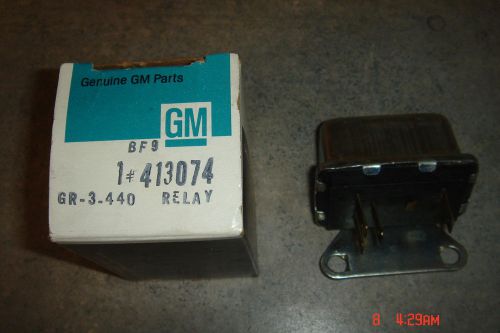 Genuine GM Parts
GM
BF9
1# 413074
GR-3-440 RELAY
8 4:29AM